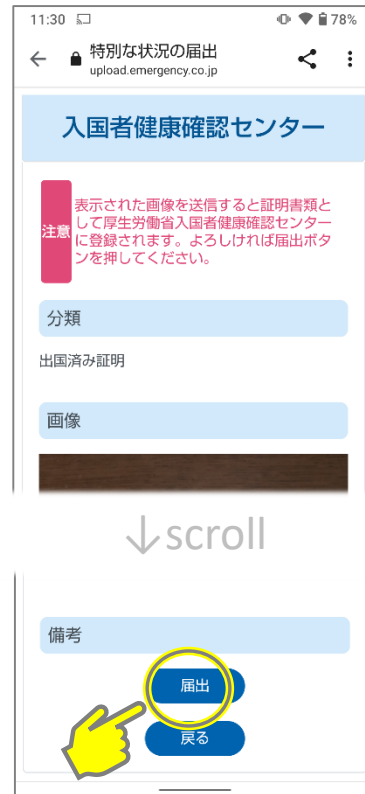 11:30
78%
特別な状況の届出
upload.emergency.co.jp
入国者健康確認センター
注意
表示された画像を送信すると証明書類と
して厚生労働省入国者健康確認センター
に登録されます。よろしければ届出ボタ
ンを押してください。
分類
出国済み証明
画像
↓scroll
備考
届出
戻る